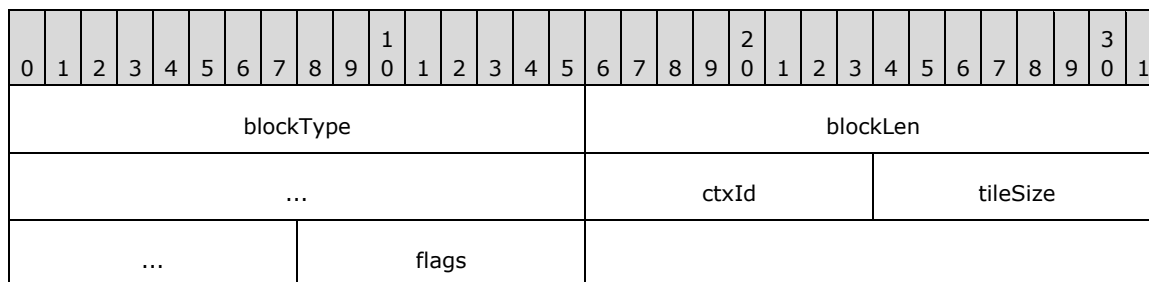 1 2 3
0 1 2 3 4 5 6 7 8 9 0 1 2 3 4 5 6 7 8 9 0 1 2 3 4 5 6 7 8 9 0 1
blockType blockLen
... ctxId tileSize
... flags